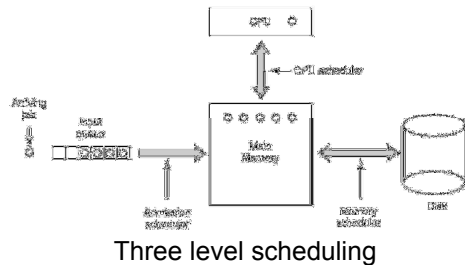 CPU
CPU scheduler
Arriving
job
Input
queue
Main
Memory
Admission
scheduler
Memory
scheduler
Disk
Three level scheduling